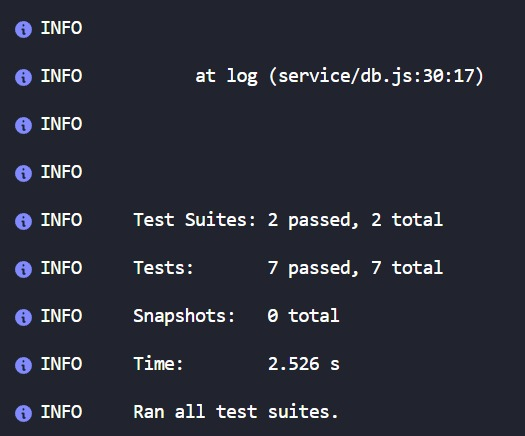 INFO
INFO at log (service/db.js:30:17)
INFO
INFO
INFO Test Suites: 2 passed, 2 total
INFO Tests: 7 passed, 7 total
INFO Snapshots: 0 total
INFO Time: 2.526 s
INFO Ran all test suites.